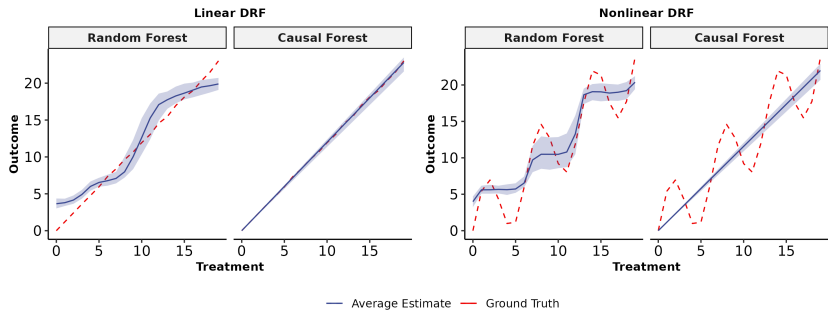 Linear DRF
Nonlinear DRF
Random Forest
Causal Forest
Random Forest
Causal Forest
Outcome
20
15
10
5
0
0 5 10 15
0 5 10 15
Treatment
Outcome
20
15
10
5
0
0 5 10 15
0 5 10 15
Treatment
Average Estimate Ground Truth